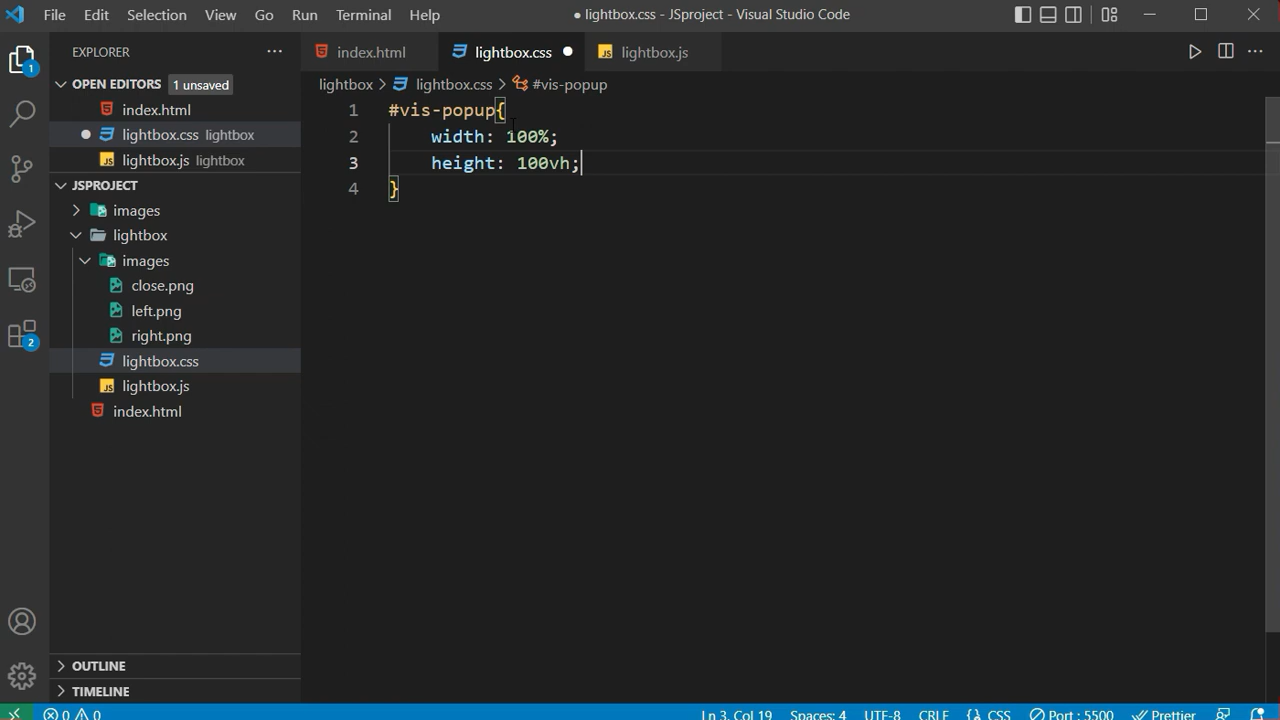 File Edit Selection View Go Run Terminal Help ● lightbox.css - JSproject - Visual Studio Code
EXPLORER
index.html lightbox.css lightbox.js
1
OPEN EDITORS 1 unsaved
lightbox > lightbox.css > #vis-popup
index.html
lightbox.css lightbox
lightbox.js lightbox
1 #vis-popup{
2 width: 100%;
3 height: 100vh;
4 }
JSPROJECT
images
lightbox
images
close.png
left.png
right.png
2
lightbox.css
lightbox.js
index.html
OUTLINE
TIMELINE
0 0 Ln 3, Col 19 Spaces: 4 UTF-8 CRLF {} CSS Port : 5500 Prettier